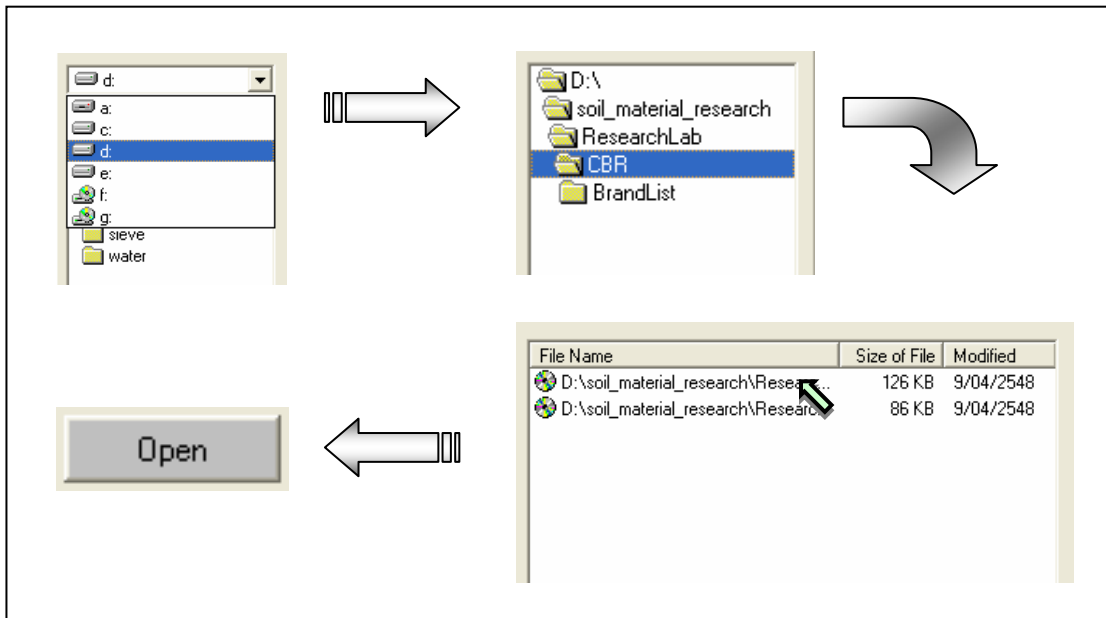 d:
a:
c:
d:
e:
f:
g:
sieve
water
D:\
soil_material_research
ResearchLab
CBR
BrandList
File Name Size of File Modified
D:\soil_material_research\Researc... 126 KB 9/04/2548
D:\soil_material_research\Researc... 86 KB 9/04/2548
Open